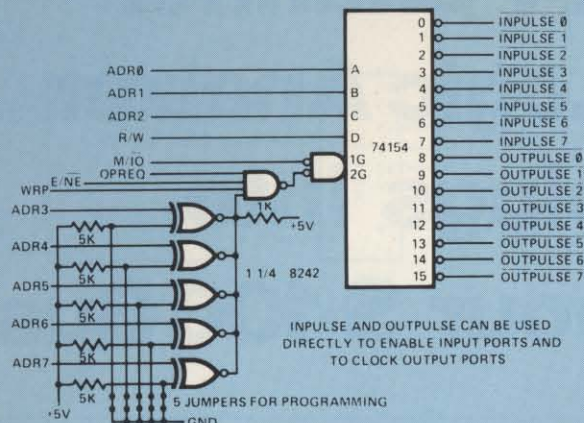 ADR0
ADR1
ADR2
R/W
M/IO
OPREQ
E/NE
WRP
ADR3
5K
ADR4
5K
ADR5
5K
ADR6
5K
ADR7
5K
+5V
1K
+5V
1 1/4 8242
5 JUMPERS FOR PROGRAMMING
GND
A
B
C
D
1G
2G
74154
0 INPULSE 0
1 INPULSE 1
2 INPULSE 2
3 INPULSE 3
4 INPULSE 4
5 INPULSE 5
6 INPULSE 6
7 INPULSE 7
8 OUTPULSE 0
9 OUTPULSE 1
10 OUTPULSE 2
11 OUTPULSE 3
12 OUTPULSE 4
13 OUTPULSE 5
14 OUTPULSE 6
15 OUTPULSE 7
INPULSE AND OUTPULSE CAN BE USED
DIRECTLY TO ENABLE INPUT PORTS AND
TO CLOCK OUTPUT PORTS